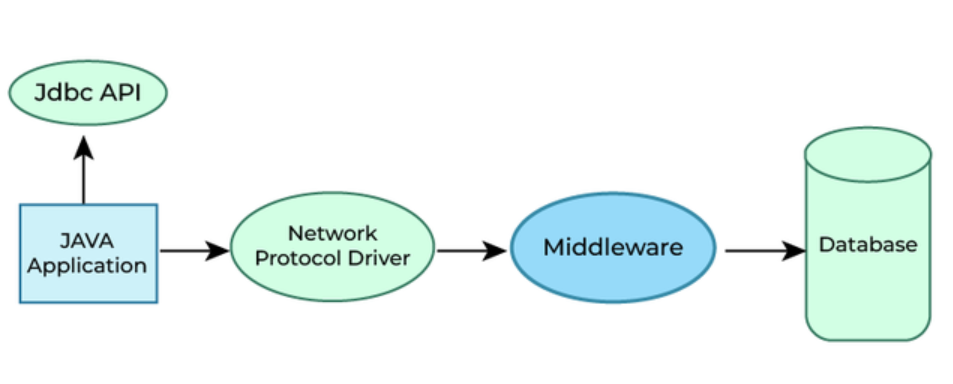 Jdbc API
JAVA
Application
Network
Protocol Driver
Middleware
Database